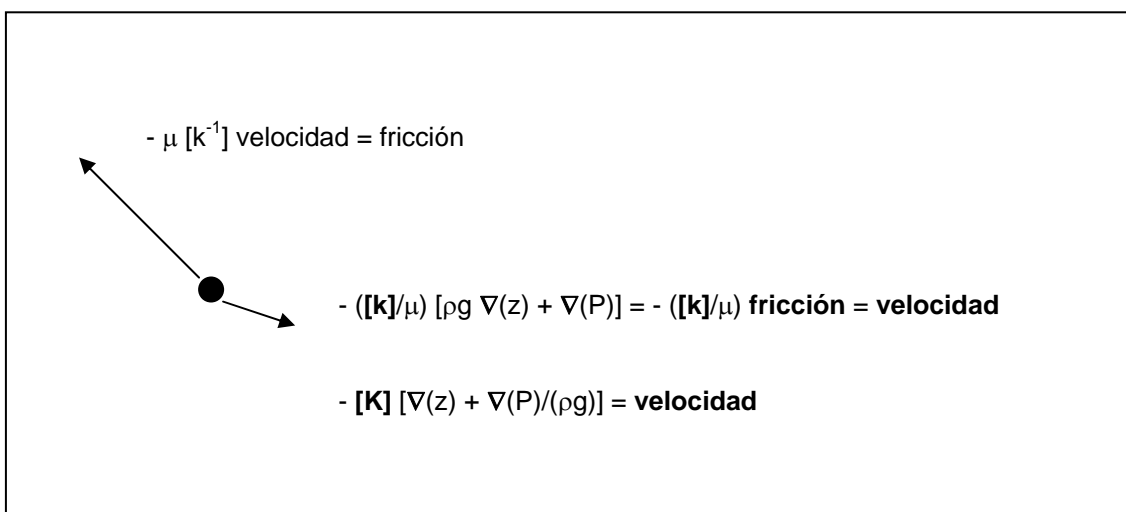 - μ [k⁻¹] velocidad = fricción
- ([k]/μ) [ρg ∇(z) + ∇(P)] = - ([k]/μ) fricción = velocidad
- [K] [∇(z) + ∇(P)/(ρg)] = velocidad